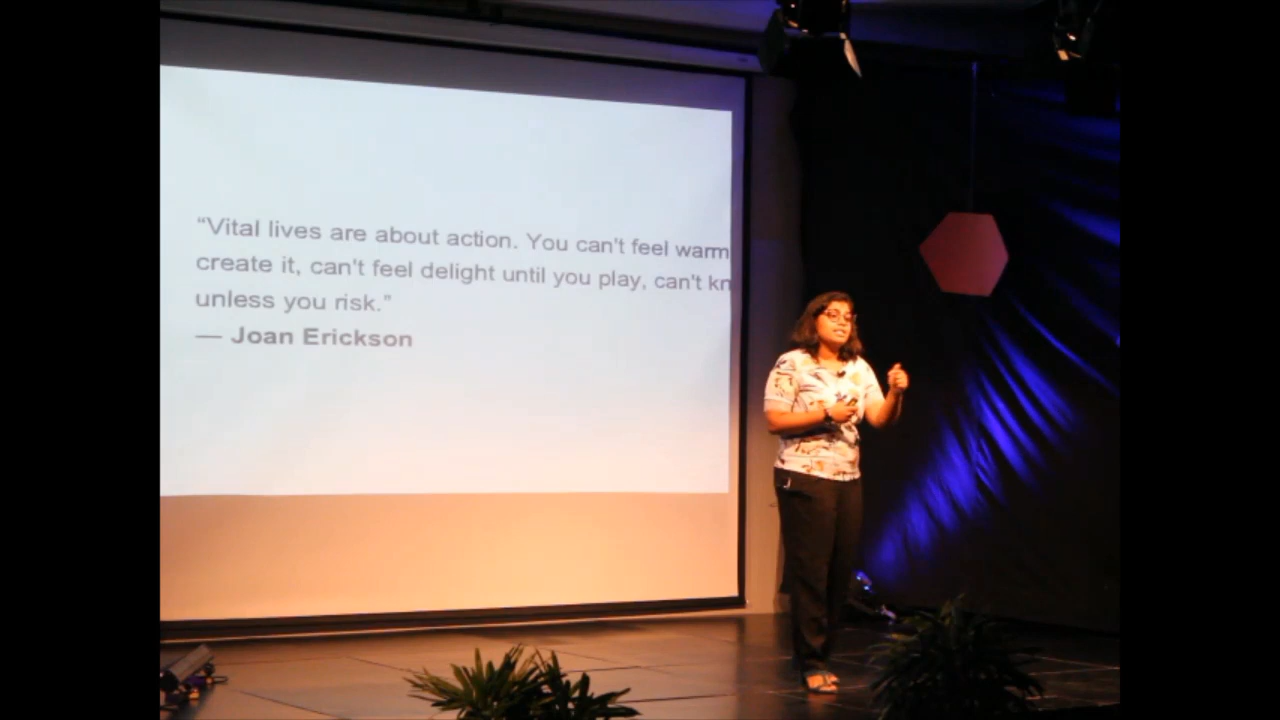 “Vital lives are about action. You can't feel warm
create it, can't feel delight until you play, can't kn
unless you risk.”
— Joan Erickson